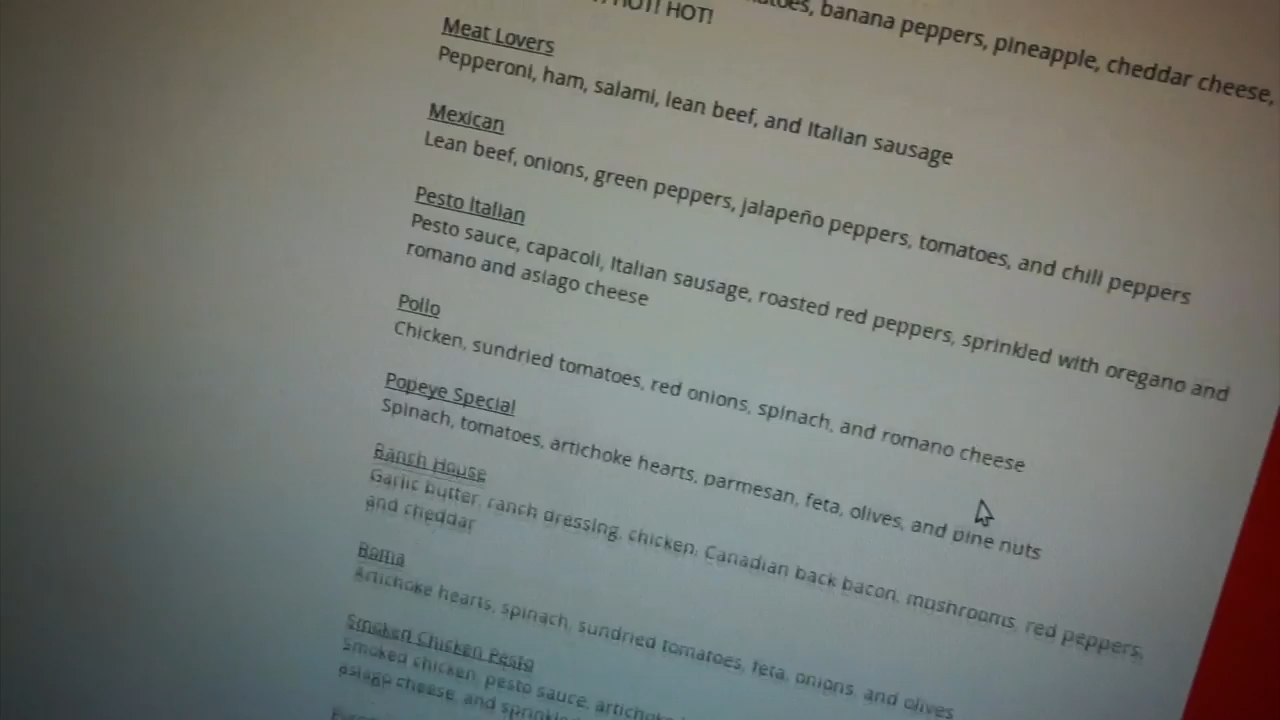 banana peppers, pineapple, cheddar cheese,
HOT! HOT!
Meat Lovers
Pepperoni, ham, salami, lean beef, and Italian sausage
Mexican
Lean beef, onions, green peppers, jalapeño peppers, tomatoes, and chili peppers
Pesto Italian
Pesto sauce, capacoli, Italian sausage, roasted red peppers, sprinkled with oregano and
romano and asiago cheese
Pollo
Chicken, sundried tomatoes, red onions, spinach, and romano cheese
Popeye Special
Spinach, tomatoes, artichoke hearts, parmesan, feta, olives, and pine nuts
Ranch House
Garlic butter, ranch dressing, chicken, Canadian back bacon, mushrooms, red peppers,
and cheddar
Roma
Artichoke hearts, spinach, sundried tomatoes, feta, onions, and olives
Smoked Chicken Pesto
Smoked chicken, pesto sauce,
asiago cheese, and